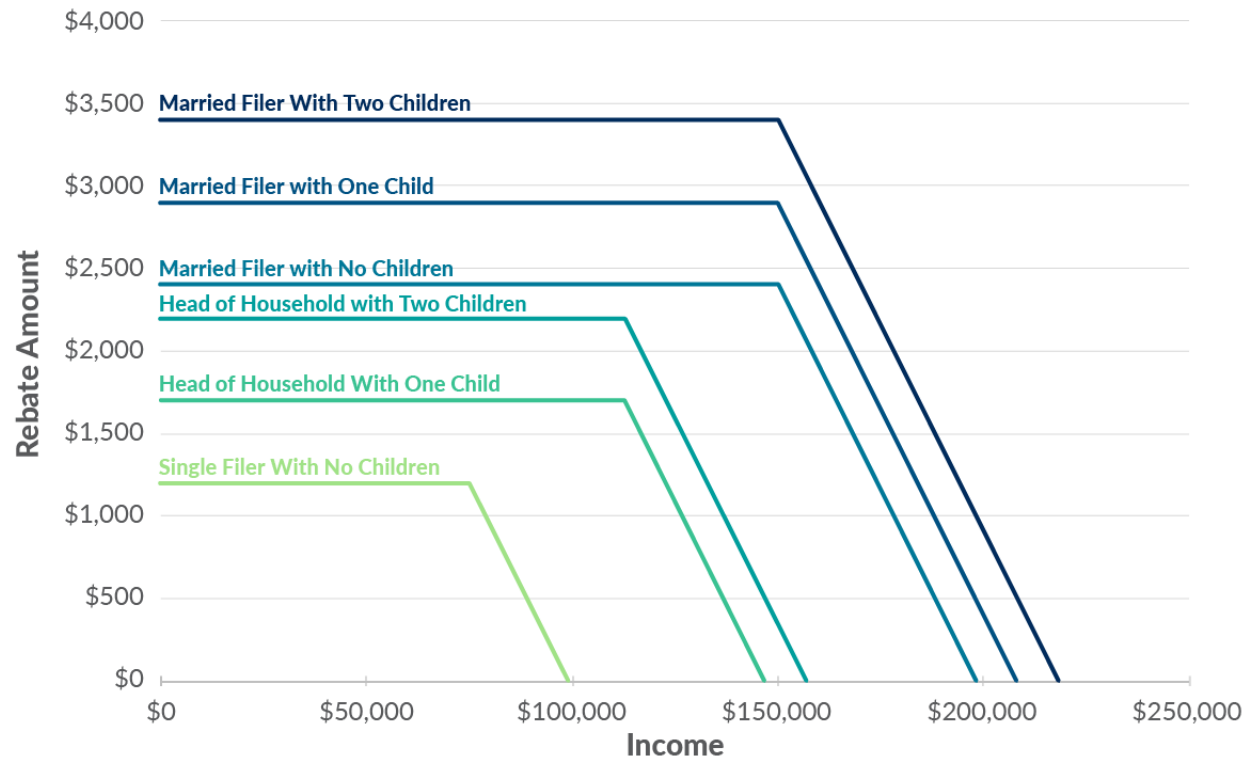 $4,000
$3,500
Married Filer With Two Children
$3,000
Married Filer with One Child
$2,500
Married Filer with No Children
Head of Household with Two Children
$2,000
Head of Household With One Child
$1,500
Single Filer With No Children
$1,000
$500
$0
Rebate Amount
$0 $50,000 $100,000 $150,000 $200,000 $250,000
Income